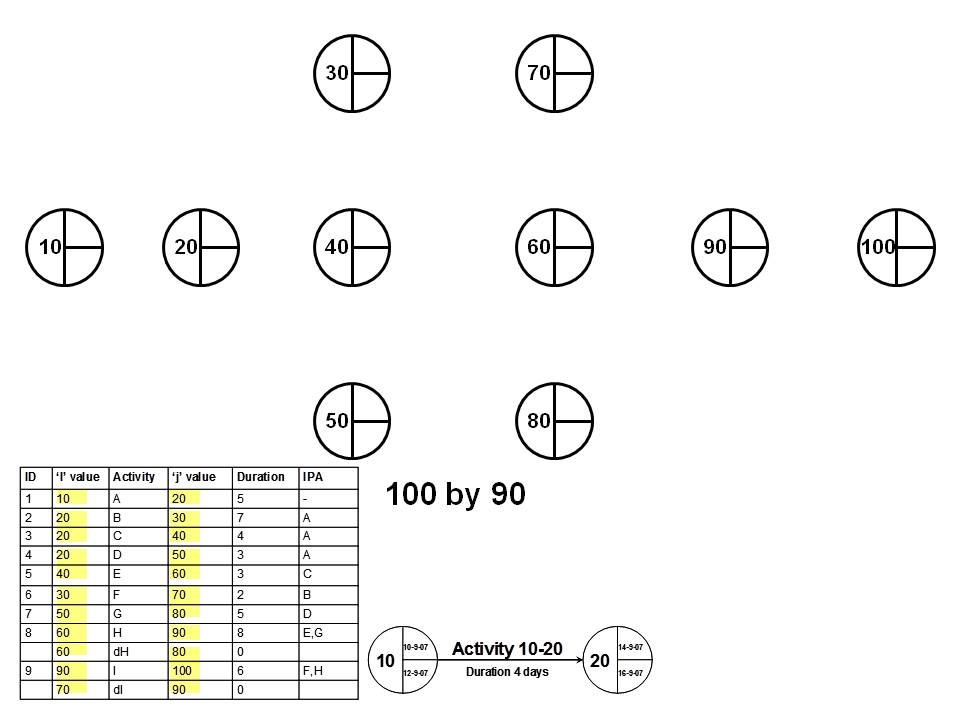 30 70
10 20 40 60 90 100
50 80
100 by 90
ID ‘I’ value Activity ‘j’ value Duration IPA
1 10 A 20 5 -
2 20 B 30 7 A
3 20 C 40 4 A
4 20 D 50 3 A
5 40 E 60 3 C
6 30 F 70 2 B
7 50 G 80 5 D
8 60 H 90 8 E,G
60 dH 80 0
9 90 I 100 6 F,H
70 dI 90 0
10-9-07 Activity 10-20 14-9-07
10 20
12-9-07 Duration 4 days 16-9-07